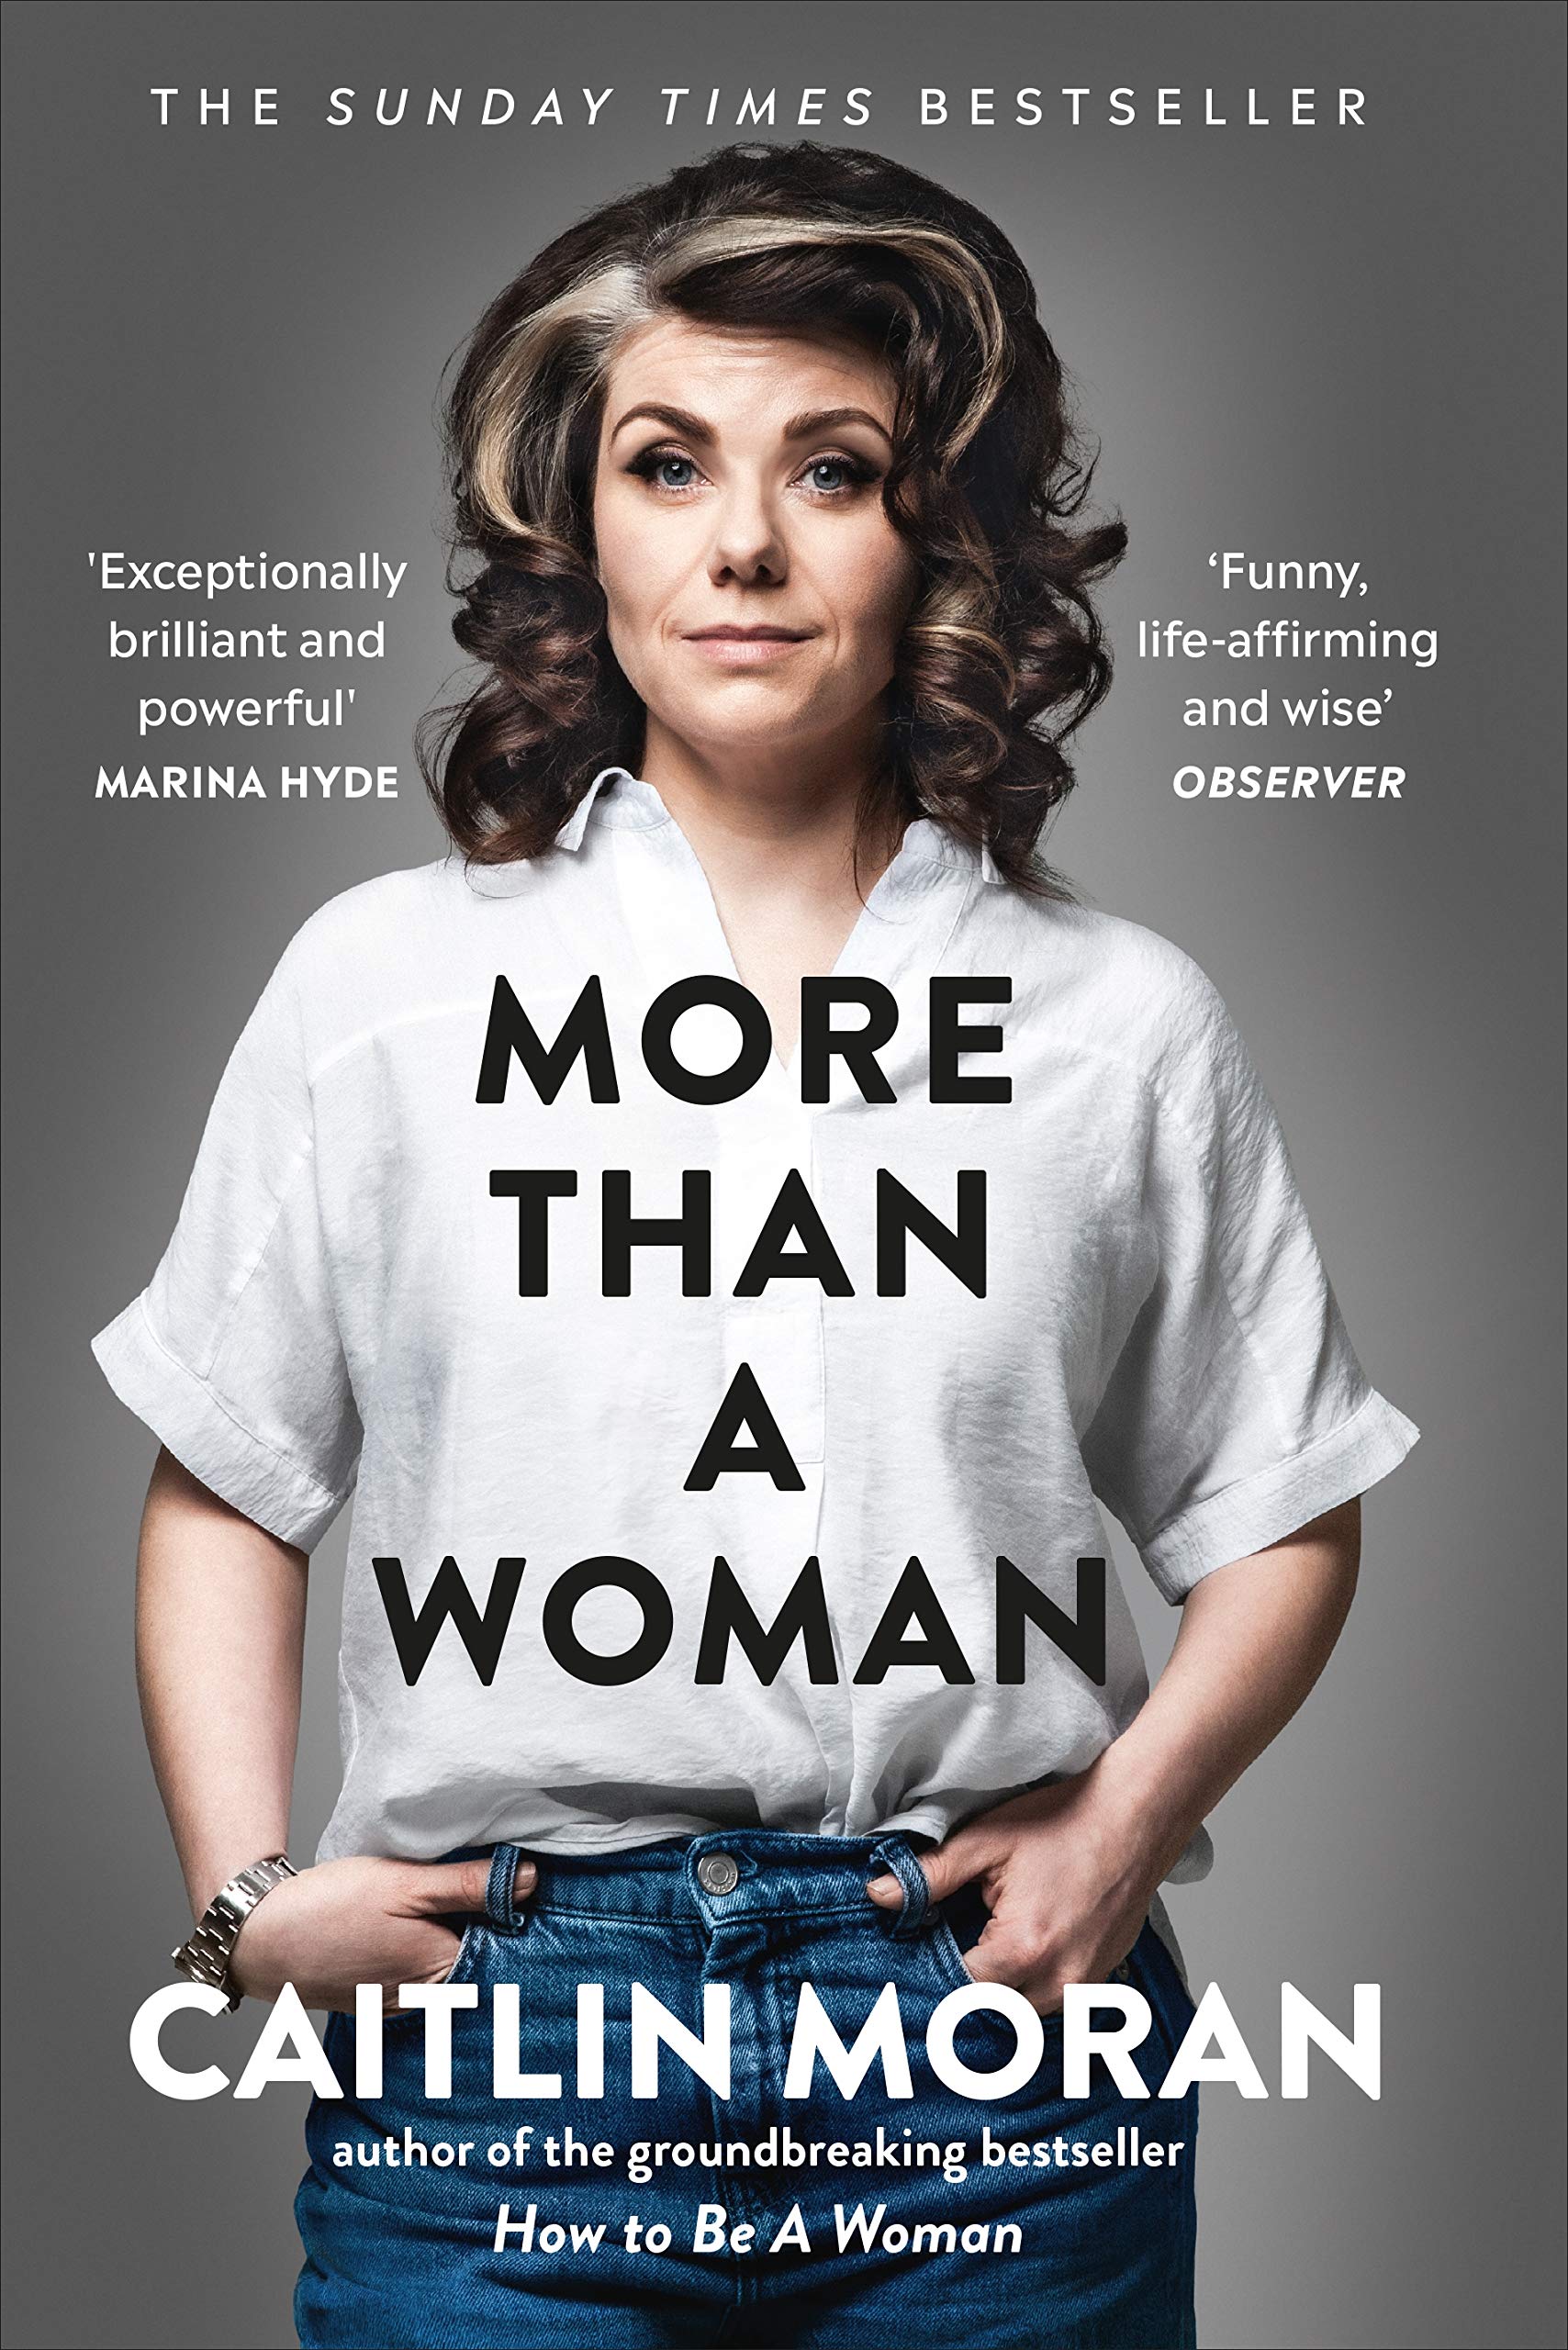 THE SUNDAY TIMES BESTSELLER
'Exceptionally
brilliant and
powerful'
MARINA HYDE
‘Funny,
life-affirming
and wise’
OBSERVER
MORE
THAN
A
WOMAN
CAITLIN MORAN
author of the groundbreaking bestseller
How to Be A Woman